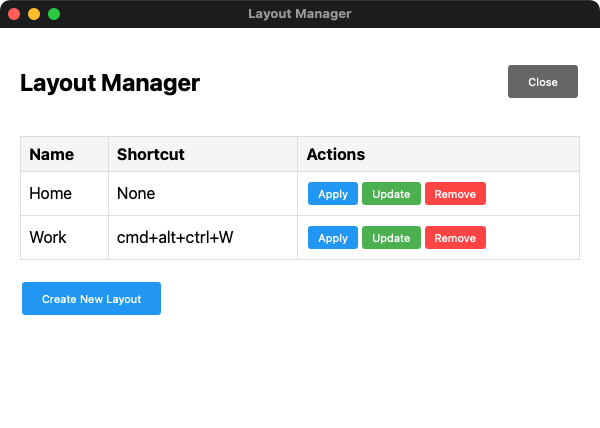 Layout Manager
Layout Manager Close
Name Shortcut Actions
Home None Apply Update Remove
Work cmd+alt+ctrl+W Apply Update Remove
Create New Layout